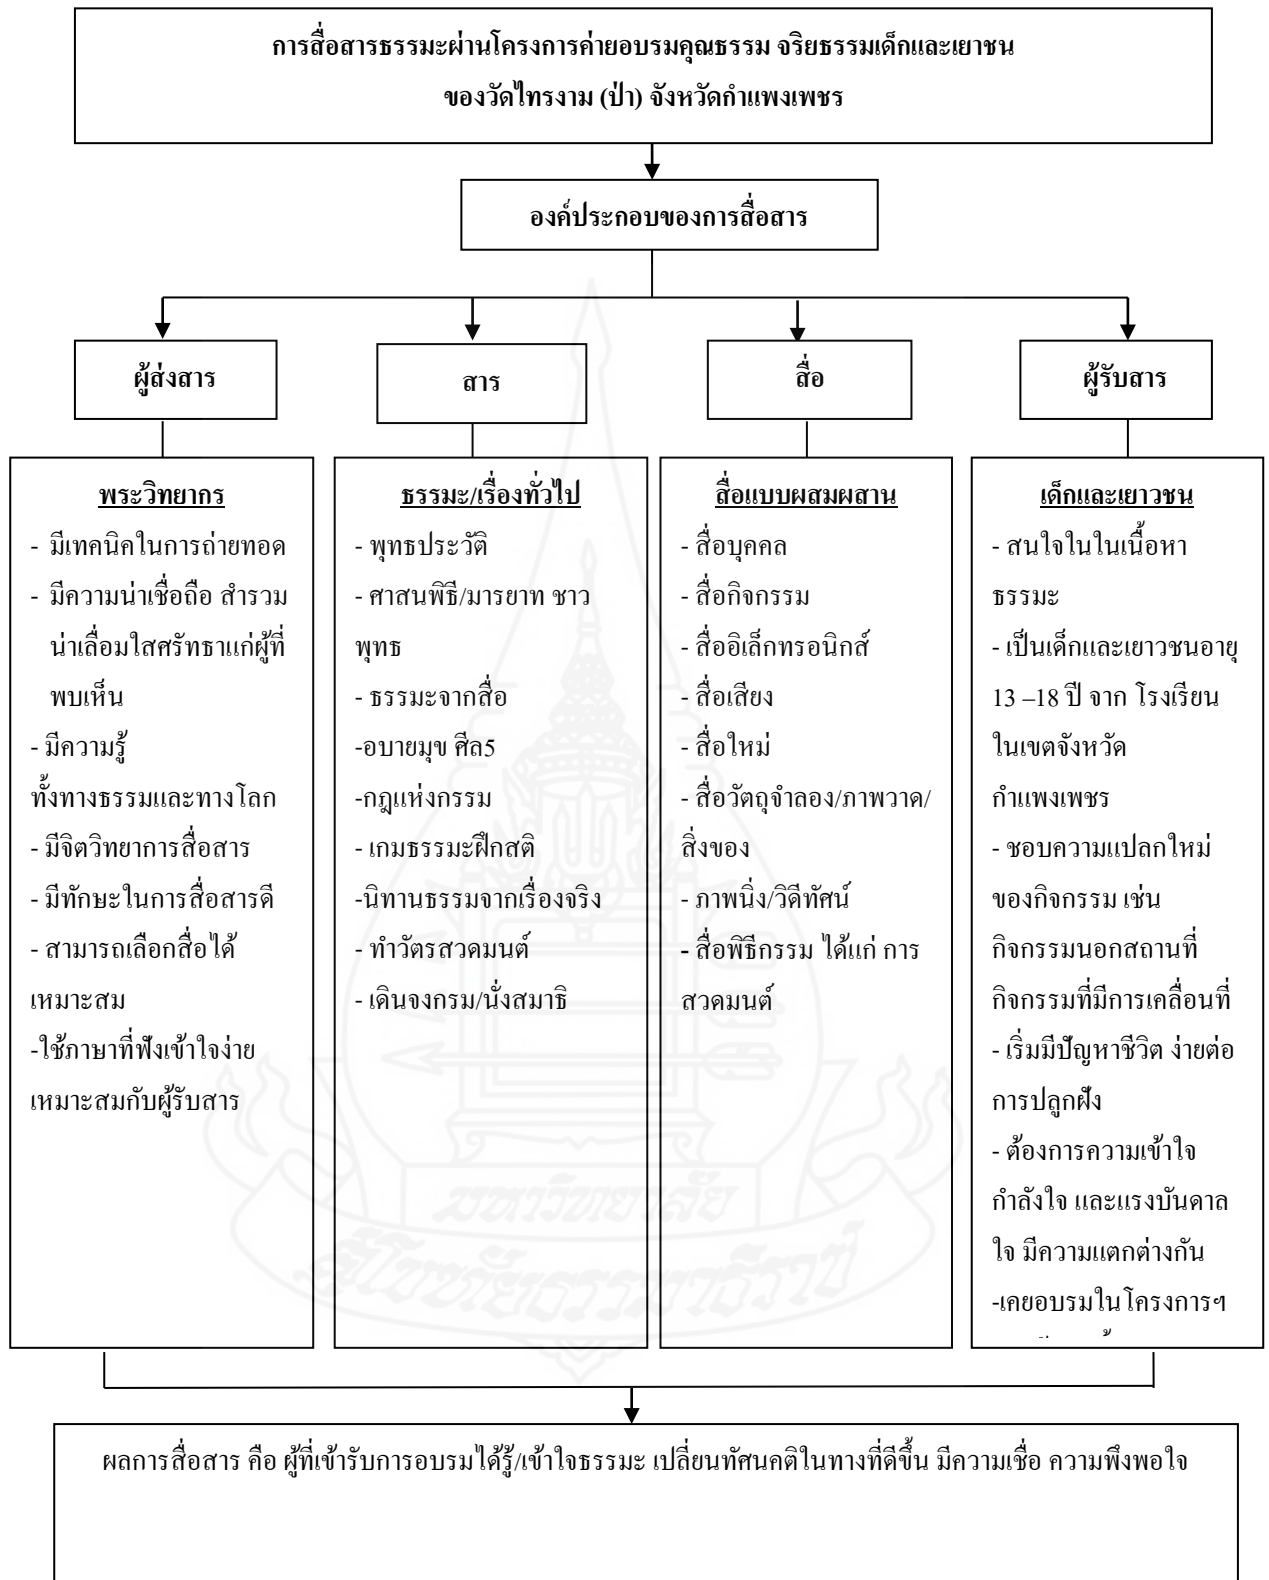 การสื่อสารธรรมะผ่านโครงการค่ายอบรมคุณธรรม จริยธรรมเด็กและเยาชน
ของวัดไทรงาม (ป่า) จังหวัดกำแพงเพชร
องค์ประกอบของการสื่อสาร
ผู้ส่งสาร
สาร
สื่อ
ผู้รับสาร
พระวิทยากร
- มีเทคนิคในการถ่ายทอด
- มีความน่าเชื่อถือ สำรวม
น่าเลื่อมใสศรัทธาแก่ผู้ที่
พบเห็น
- มีความรู้
ทั้งทางธรรมและทางโลก
- มีจิตวิทยาการสื่อสาร
- มีทักษะในการสื่อสารดี
- สามารถเลือกสื่อได้
เหมาะสม
-ใช้ภาษาที่ฟังเข้าใจง่าย
เหมาะสมกับผู้รับสาร
ธรรมะ/เรื่องทั่วไป
- พุทธประวัติ
- ศาสนพิธี/มารยาท ชาว
พุทธ
- ธรรมะจากสื่อ
-อบายมุข ศีล5
-กฎแห่งกรรม
- เกมธรรมะฝึกสติ
-นิทานธรรมจากเรื่องจริง
- ทำวัตรสวดมนต์
- เดินจงกรม/นั่งสมาธิ
สื่อแบบผสมผสาน
- สื่อบุคคล
- สื่อกิจกรรม
- สื่ออิเล็กทรอนิกส์
- สื่อเสียง
- สื่อใหม่
- สื่อวัตถุจำลอง/ภาพวาด/
สิ่งของ
- ภาพนิ่ง/วิดีทัศน์
- สื่อพิธีกรรม ได้แก่ การ
สวดมนต์
เด็กและเยาวชน
- สนใจในในเนื้อหา
ธรรมะ
- เป็นเด็กและเยาวชนอายุ
13 –18 ปี จาก โรงเรียน
ในเขตจังหวัด
กำแพงเพชร
- ชอบความแปลกใหม่
ของกิจกรรม เช่น
กิจกรรมนอกสถานที่
กิจกรรมที่มีการเคลื่อนที่
- เริ่มมีปัญหาชีวิต ง่ายต่อ
การปลูกฝัง
- ต้องการความเข้าใจ
กำลังใจ และแรงบันดาล
ใจ มีความแตกต่างกัน
-เคยอบรมในโครงการฯ
ผลการสื่อสาร คือ ผู้ที่เข้ารับการอบรมได้รู้/เข้าใจธรรมะ เปลี่ยนทัศนคติในทางที่ดีขึ้น มีความเชื่อ ความพึงพอใจ
มหาวิทยาลัย
สุโขทัยธรรมาธิราช